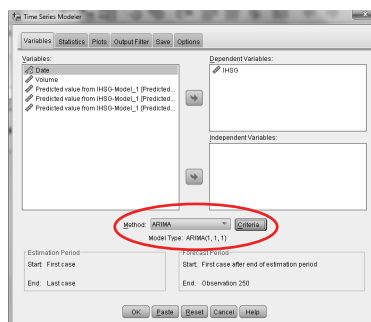 Time Series Modeler
Variables Statistics Plots Output Filter Save Options
Variables:
Date
Volume
Predicted value from IHSG-Model_1 [Predicted...
Predicted value from IHSG-Model_1 [Predicted...
Predicted value from IHSG-Model_1 [Predicted...
Dependent Variables:
IHSG
Independent Variables:
Method: ARIMA Criteria...
Model Type: ARIMA(1, 1, 1)
Estimation Period
Start: First case
End: Last case
Forecast Period
Start: First case after end of estimation period
End: Observation 250
OK Paste Reset Cancel Help